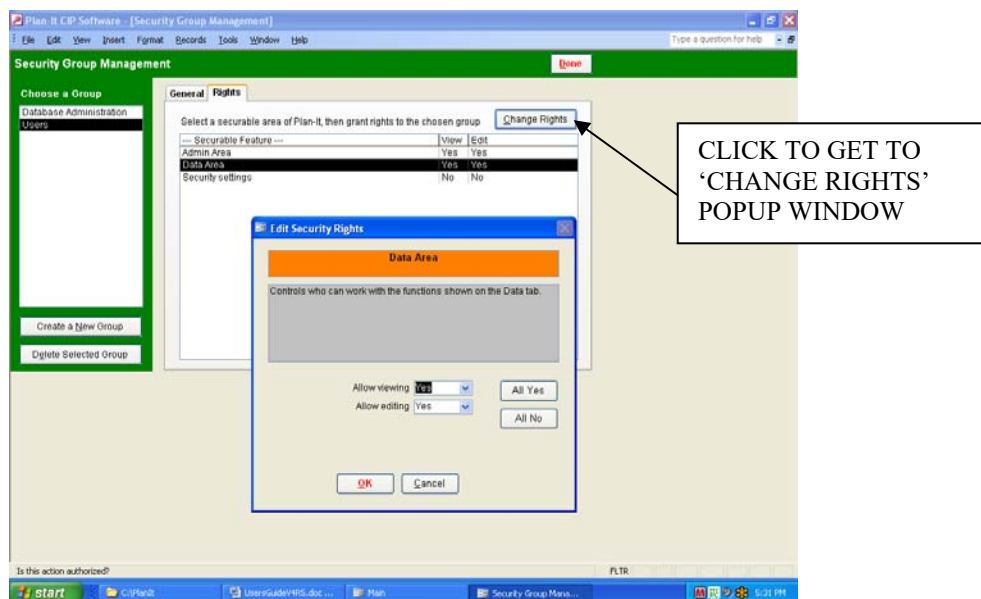 Plan-It CIP Software - [Security Group Management]
File Edit View Insert Format Records Tools Window Help
Type a question for help
Security Group Management
Done
Choose a Group
Database Administration
Users
General Rights
Select a securable area of Plan-It, then grant rights to the chosen group
Change Rights
--- Securable Feature --- View Edit
Admin Area Yes Yes
Data Area Yes Yes
Security settings No No
CLICK TO GET TO
‘CHANGE RIGHTS’
POPUP WINDOW
Edit Security Rights
Data Area
Controls who can work with the functions shown on the Data tab.
Allow viewing Yes
Allow editing Yes
All Yes
All No
OK Cancel
Create a New Group
Delete Selected Group
Is this action authorized?
FLTR
start
C:\PlanIt
UsersGuideV4RS.doc ...
Main
Security Group Mana...
5:31 PM